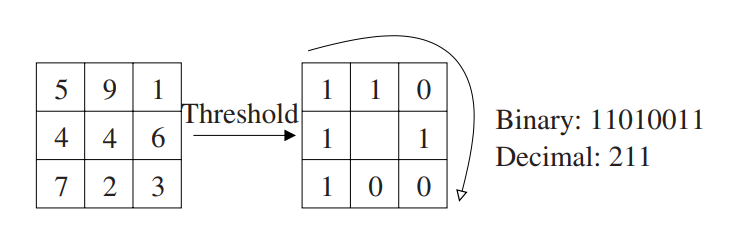 5 9 1
4 4 6
7 2 3
Threshold
1 1 0
1 1
1 0 0
Binary: 11010011
Decimal: 211